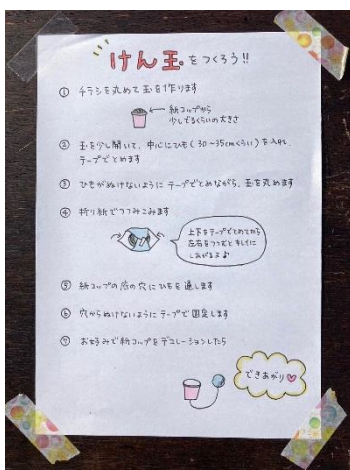 けん玉をつくろう!!
① チラシを丸めて玉を作ります
紙コップから
少しでるくらいの大きさ
② 玉を少し開いて、中心にひも(30〜35cmくらい)を入れ、
テープでとめます
③ ひもがぬけないようにテープでとめながら、玉を丸めます
④ 折り紙でつつみこみます
上下をテープでとめてから
左右をつつむとキレイに
しあがるよ♪
⑤ 紙コップの底の穴にひもを通します
⑥ 穴からぬけないようにテープで固定します
⑦ お好みで紙コップをデコレーションしたら
できあがり♡